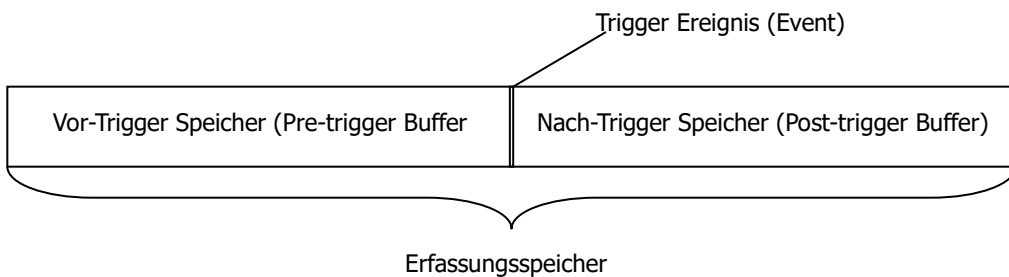 Trigger Ereignis (Event)
Vor-Trigger Speicher (Pre-trigger Buffer
Nach-Trigger Speicher (Post-trigger Buffer)
Erfassungsspeicher